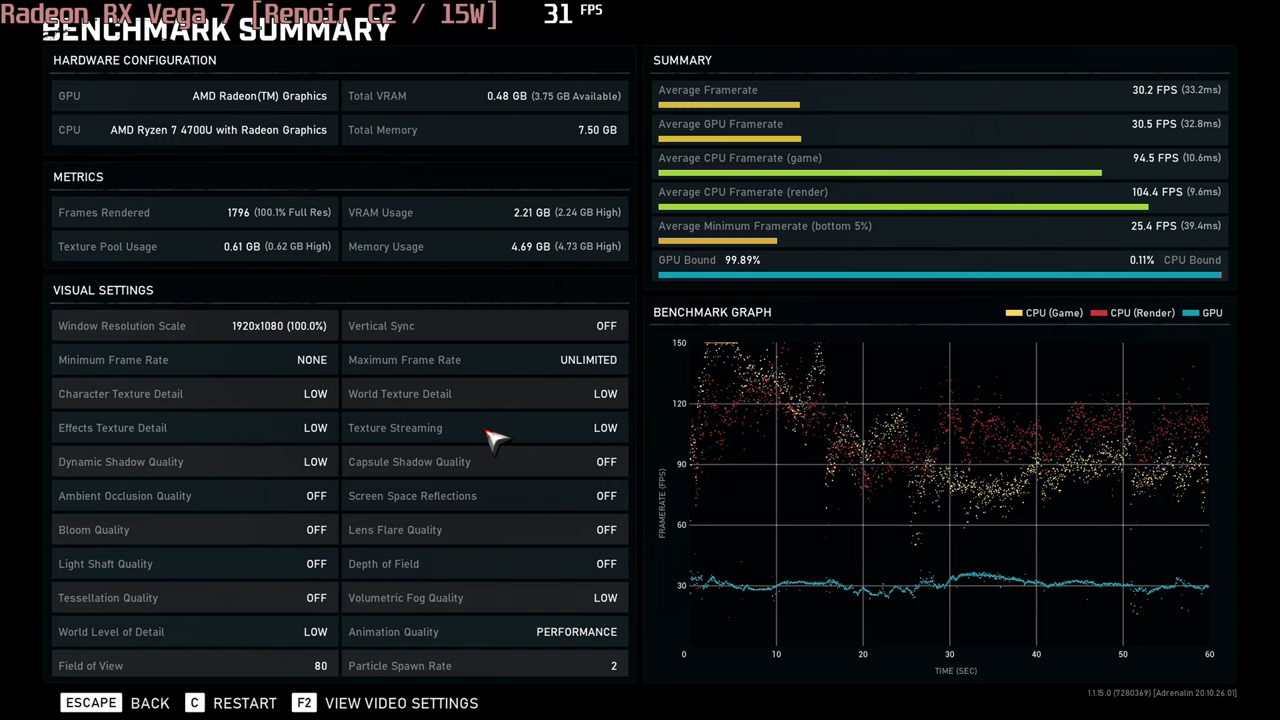 Radeon RX Vega 7 [Renoir C2 / 15W] 31 FPS
BENCHMARK SUMMARY
HARDWARE CONFIGURATION
GPU AMD Radeon(TM) Graphics Total VRAM 0.48 GB (3.75 GB Available)
CPU AMD Ryzen 7 4700U with Radeon Graphics Total Memory 7.50 GB
METRICS
Frames Rendered 1796 (100.1% Full Res) VRAM Usage 2.21 GB (2.24 GB High)
Texture Pool Usage 0.61 GB (0.62 GB High) Memory Usage 4.69 GB (4.73 GB High)
VISUAL SETTINGS
Window Resolution Scale 1920x1080 (100.0%) Vertical Sync OFF
Minimum Frame Rate NONE Maximum Frame Rate UNLIMITED
Character Texture Detail LOW World Texture Detail LOW
Effects Texture Detail LOW Texture Streaming LOW
Dynamic Shadow Quality LOW Capsule Shadow Quality OFF
Ambient Occlusion Quality OFF Screen Space Reflections OFF
Bloom Quality OFF Lens Flare Quality OFF
Light Shaft Quality OFF Depth of Field OFF
Tessellation Quality OFF Volumetric Fog Quality LOW
World Level of Detail LOW Animation Quality PERFORMANCE
Field of View 80 Particle Spawn Rate 2
SUMMARY
Average Framerate 30.2 FPS (33.2ms)
Average GPU Framerate 30.5 FPS (32.8ms)
Average CPU Framerate (game) 94.5 FPS (10.6ms)
Average CPU Framerate (render) 104.4 FPS (9.6ms)
Average Minimum Framerate (bottom 5%) 25.4 FPS (39.4ms)
GPU Bound 99.89% 0.11% CPU Bound
BENCHMARK GRAPH CPU (Game) CPU (Render) GPU
150
120
90
60
30
FRAMERATE (FPS)
0 10 20 30 40 50 60
TIME (SEC)
ESCAPE BACK C RESTART F2 VIEW VIDEO SETTINGS
1.1.15.0 (7280369) [Adrenalin 20.10.26.01]